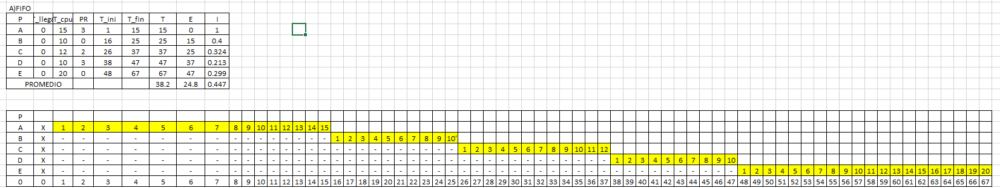 A)FIFO
P T_llega T_cpu PR T_ini T_fin T E I
A 0 15 3 1 15 15 0 1
B 0 10 0 16 25 25 15 0.4
C 0 12 2 26 37 37 25 0.324
D 0 10 3 38 47 47 37 0.213
E 0 20 0 48 67 67 47 0.299
PROMEDIO 38.2 24.8 0.447
P
A X 1 2 3 4 5 6 7 8 9 10 11 12 13 14 15
B X - - - - - - - - - - - - - - - 1 2 3 4 5 6 7 8 9 10'
C X - - - - - - - - - - - - - - - - - - - - - - - - - 1 2 3 4 5 6 7 8 9 10 11 12
D X - - - - - - - - - - - - - - - - - - - - - - - - - - - - - - - - - - - - - 1 2 3 4 5 6 7 8 9 10
E X - - - - - - - - - - - - - - - - - - - - - - - - - - - - - - - - - - - - - - - - - - - - - - - 1 2 3 4 5 6 7 8 9 10 11 12 13 14 15 16 17 18 19 20
0 0 1 2 3 4 5 6 7 8 9 10 11 12 13 14 15 16 17 18 19 20 21 22 23 24 25 26 27 28 29 30 31 32 33 34 35 36 37 38 39 40 41 42 43 44 45 46 47 48 49 50 51 52 53 54 55 56 57 58 59 60 61 62 63 64 65 66 67